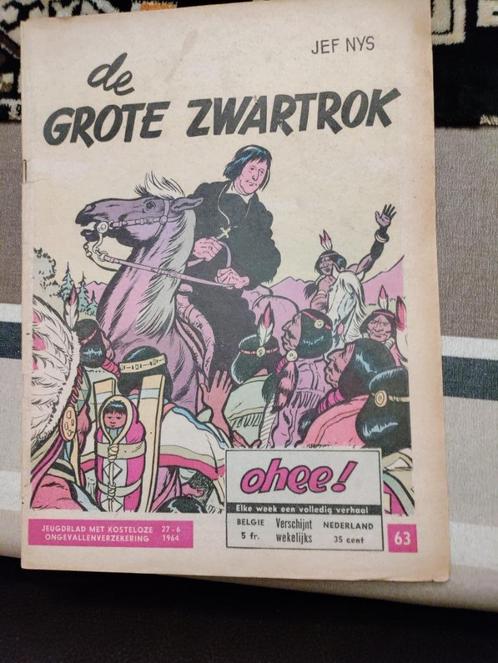 JEF NYS
de
GROTE ZWARTROK
ohee!
Elke week een volledig verhaal
BELGIE Verschijnt NEDERLAND
5 fr. wekelijks 35 cent
JEUGDBLAD MET KOSTELOZE 27-6
ONGEVALLENVERZEKERING 1964
63